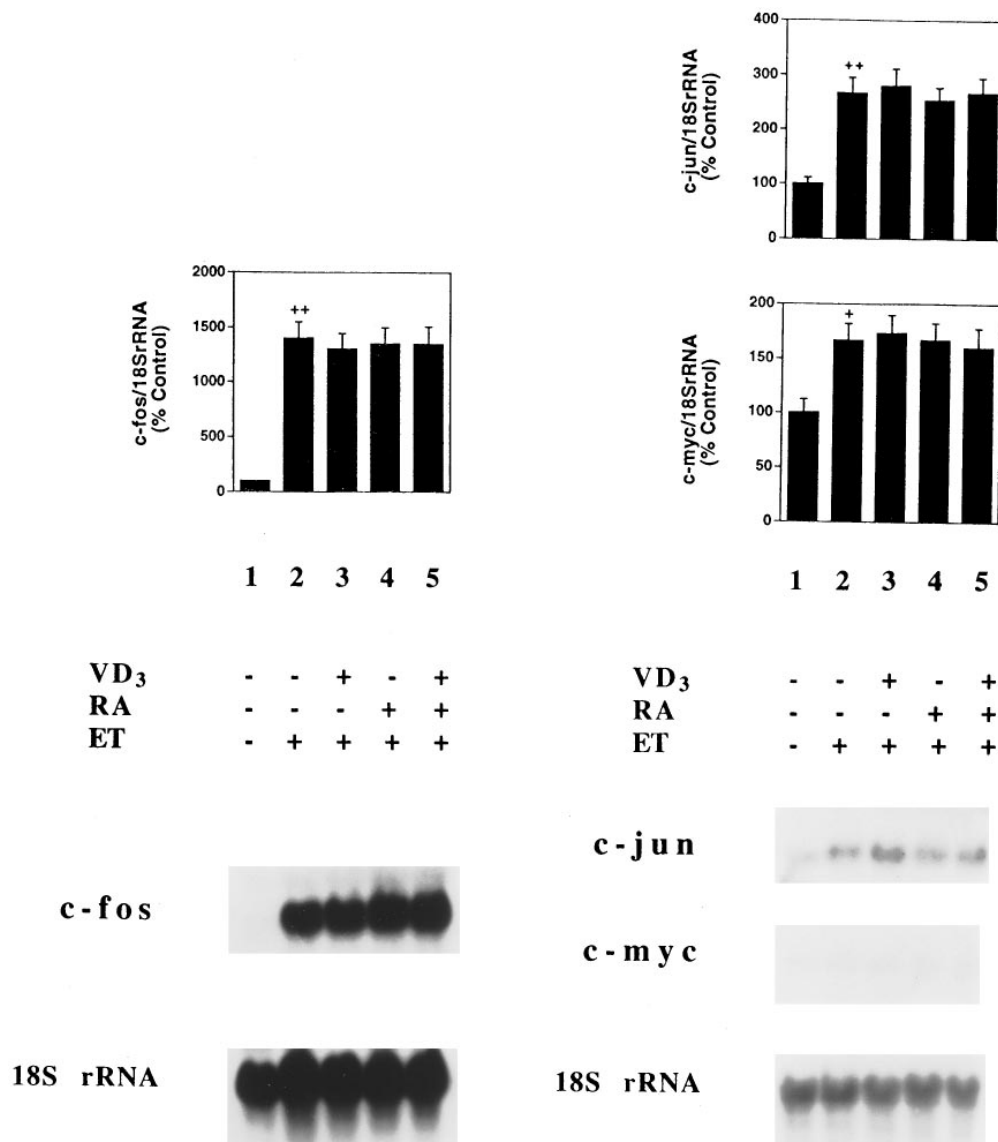 c-fos/18SrRNA
(% Control)
2000
1500
1000
500
0
++
1 2 3 4 5
VD3 - - + - +
RA - - - + +
ET - + + + +
c-fos
18S rRNA
c-jun/18SrRNA
(% Control)
400
300
200
100
0
++
c-myc/18SrRNA
(% Control)
200
150
100
50
0
+
1 2 3 4 5
VD3 - - + - +
RA - - - + +
ET - + + + +
c-jun
c-myc
18S rRNA